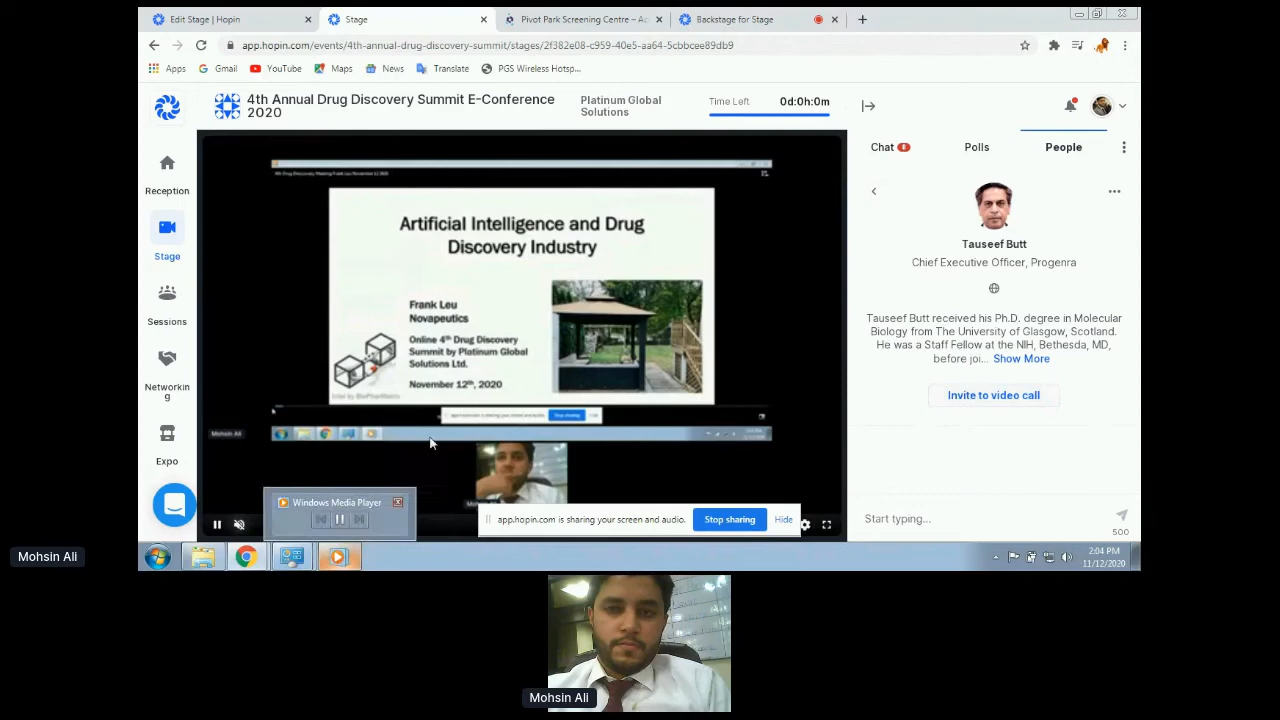 Edit Stage | Hopin
Stage
Pivot Park Screening Centre – Ac
Backstage for Stage
app.hopin.com/events/4th-annual-drug-discovery-summit/stages/2f382e08-c959-40e5-aa64-5cbbcee89db9
Apps
Gmail
YouTube
Maps
News
Translate
PGS Wireless Hotsp...
4th Annual Drug Discovery Summit E-Conference
2020
Platinum Global
Solutions
Time Left
0d:0h:0m
Reception
Stage
Sessions
Networkin
g
Expo
Artificial Intelligence and Drug
Discovery Industry
Frank Leu
Novapeutics
Online 4th Drug Discovery
Summit by Platinum Global
Solutions Ltd.
November 12th, 2020
Stop sharing
Mohsin Ali
Windows Media Player
app.hopin.com is sharing your screen and audio.
Stop sharing
Hide
Chat 8
Polls
People
Tauseef Butt
Chief Executive Officer, Progenra
Tauseef Butt received his Ph.D. degree in Molecular
Biology from The University of Glasgow, Scotland.
He was a Staff Fellow at the NIH, Bethesda, MD,
before joi... Show More
Invite to video call
Start typing...
500
2:04 PM
11/12/2020
Mohsin Ali
Mohsin Ali